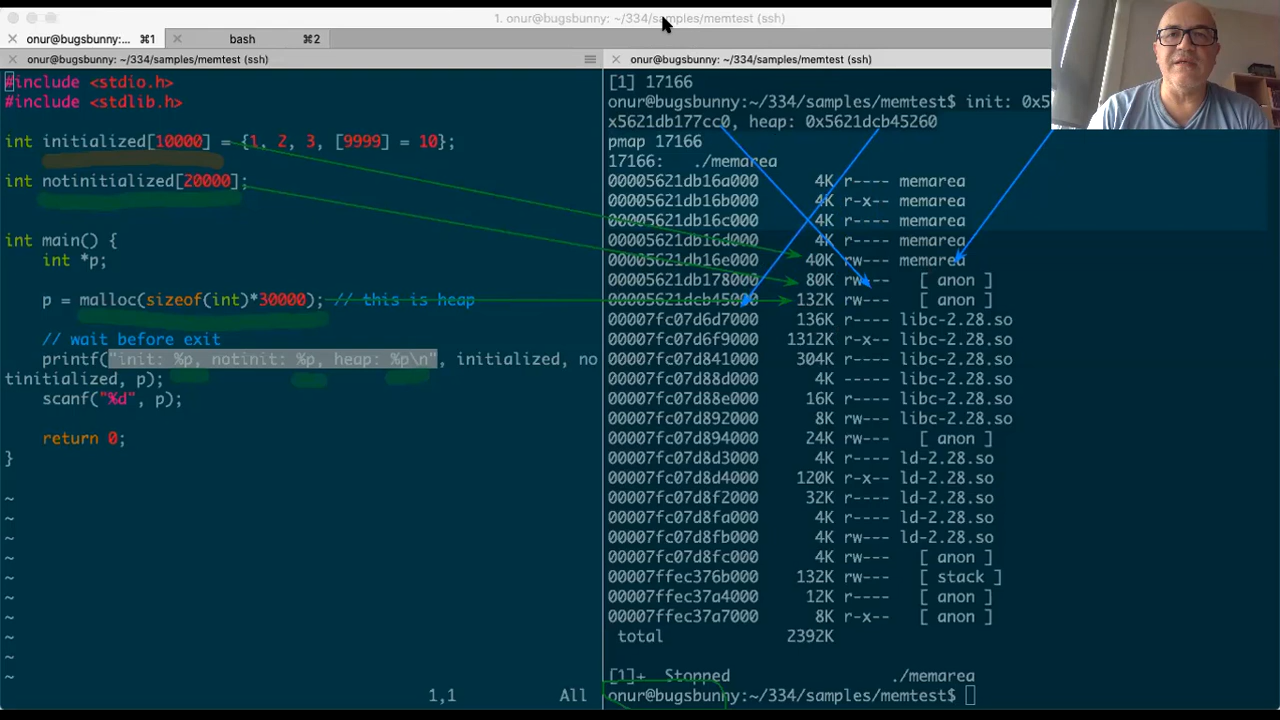 1. onur@bugsbunny: ~/334/samples/memtest (ssh)
onur@bugsbunny:... ⌘1 × bash ⌘2
× onur@bugsbunny: ~/334/samples/memtest (ssh)
#include <stdio.h>
#include <stdlib.h>
int initialized[10000] = {1, 2, 3, [9999] = 10};
int notinitialized[20000];
int main() {
int *p;
p = malloc(sizeof(int)*30000); // this is heap
// wait before exit
printf("init: %p, notinit: %p, heap: %p\n", initialized, no
tinitialized, p);
scanf("%d", p);
return 0;
}
~
~
~
~
~
~
~
~
~
~
1,1 All
× onur@bugsbunny: ~/334/samples/memtest (ssh)
[1] 17166
onur@bugsbunny:~/334/samples/memtest$ init: 0x5
x5621db177cc0, heap: 0x5621dcb45260
pmap 17166
17166: ./memarea
00005621db16a000 4K r---- memarea
00005621db16b000 4K r-x-- memarea
00005621db16c000 4K r---- memarea
00005621db16d000 4K r---- memarea
00005621db16e000 40K rw--- memarea
00005621db178000 80K rw--- [ anon ]
00005621dcb45000 132K rw--- [ anon ]
00007fc07d6d7000 136K r---- libc-2.28.so
00007fc07d6f9000 1312K r-x-- libc-2.28.so
00007fc07d841000 304K r---- libc-2.28.so
00007fc07d88d000 4K ----- libc-2.28.so
00007fc07d88e000 16K r---- libc-2.28.so
00007fc07d892000 8K rw--- libc-2.28.so
00007fc07d894000 24K rw--- [ anon ]
00007fc07d8d3000 4K r---- ld-2.28.so
00007fc07d8d4000 120K r-x-- ld-2.28.so
00007fc07d8f2000 32K r---- ld-2.28.so
00007fc07d8fa000 4K r---- ld-2.28.so
00007fc07d8fb000 4K rw--- ld-2.28.so
00007fc07d8fc000 4K rw--- [ anon ]
00007ffec376b000 132K rw--- [ stack ]
00007ffec37a4000 12K r---- [ anon ]
00007ffec37a7000 8K r-x-- [ anon ]
total 2392K
[1]+ Stopped ./memarea
onur@bugsbunny:~/334/samples/memtest$